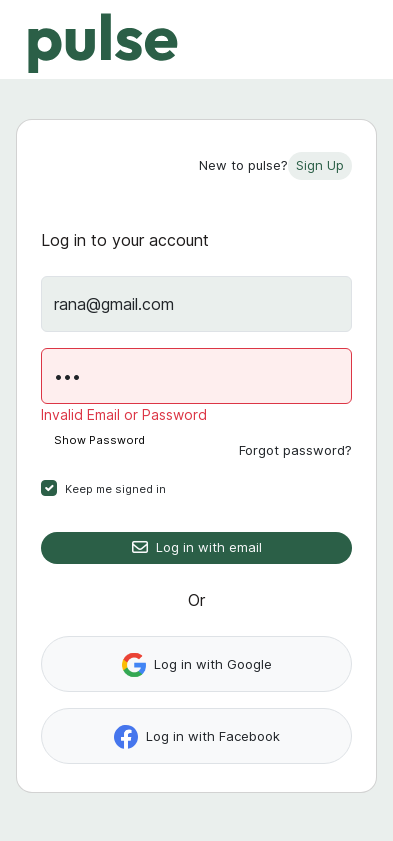 pulse
New to pulse? Sign Up
Log in to your account
rana@gmail.com
•••
Invalid Email or Password
Show Password
Forgot password?
Keep me signed in
Log in with email
Or
Log in with Google
Log in with Facebook